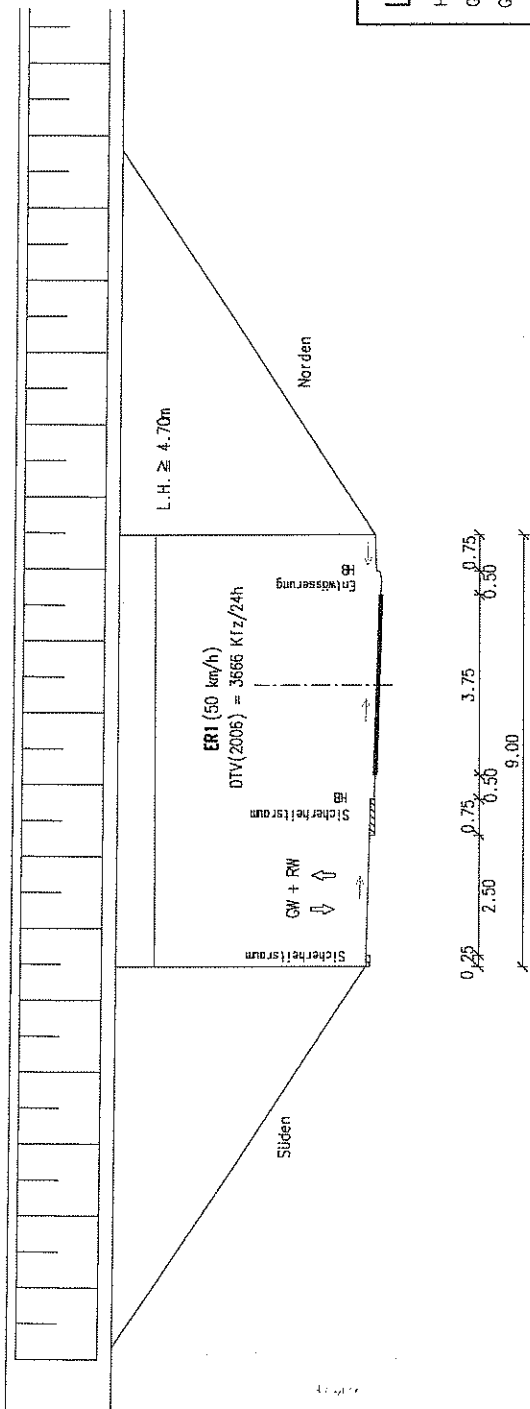 L.H. ≧ 4.70m
ER1 (50 km/h)
DTV(2006) = 3666 Kfz/24h
Süden
Norden
GW + RW
Sicherheitsraum
Sicherheitsraum
HB
Entwässerung
HB
0.25
2.50
0.75
0.50
3.75
0.50
0.75
9.00
L
H
G
G